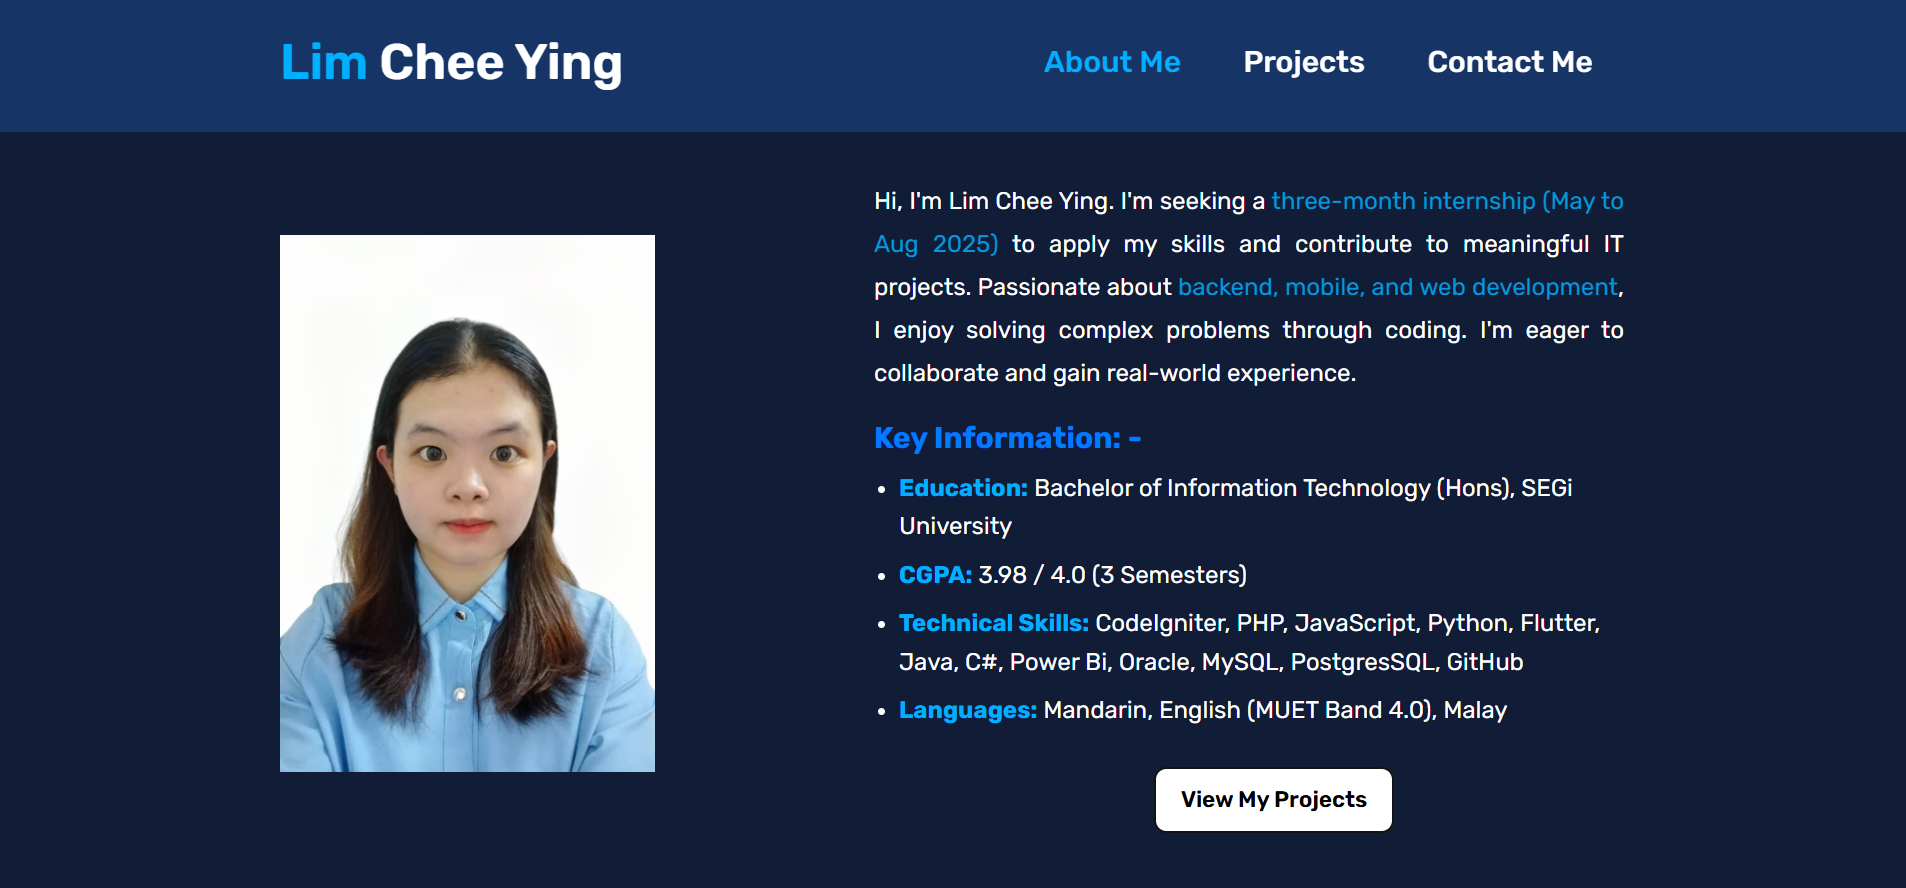 Lim Chee Ying
About Me
Projects
Contact Me
Hi, I'm Lim Chee Ying. I'm seeking a three-month internship (May to
Aug 2025) to apply my skills and contribute to meaningful IT
projects. Passionate about backend, mobile, and web development,
I enjoy solving complex problems through coding. I'm eager to
collaborate and gain real-world experience.
Key Information: -
• Education: Bachelor of Information Technology (Hons), SEGi
University
• CGPA: 3.98 / 4.0 (3 Semesters)
• Technical Skills: CodeIgniter, PHP, JavaScript, Python, Flutter,
Java, C#, Power Bi, Oracle, MySQL, PostgresSQL, GitHub
• Languages: Mandarin, English (MUET Band 4.0), Malay
View My Projects